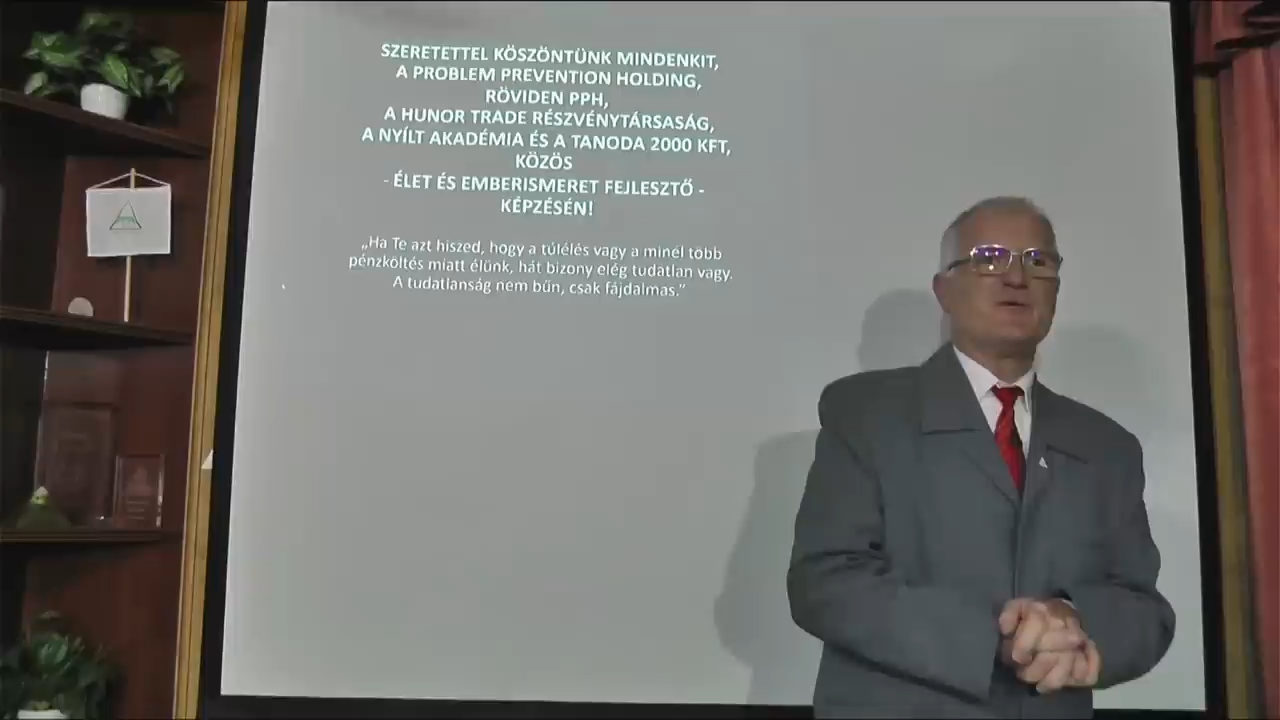 SZERETETTEL KÖSZÖNTÜNK MINDENKIT,
A PROBLEM PREVENTION HOLDING,
RÖVIDEN PPH,
A HUNOR TRADE RÉSZVÉNYTÁRSASÁG,
A NYÍLT AKADÉMIA ÉS A TANODA 2000 KFT,
KÖZÖS
- ÉLET ÉS EMBERISMERET FEJLESZTŐ -
KÉPZÉSÉN!
„Ha Te azt hiszed, hogy a túlélés vagy a minél több
pénzköltés miatt élünk, hát bizony elég tudatlan vagy.
A tudatlanság nem bűn, csak fájdalmas.”